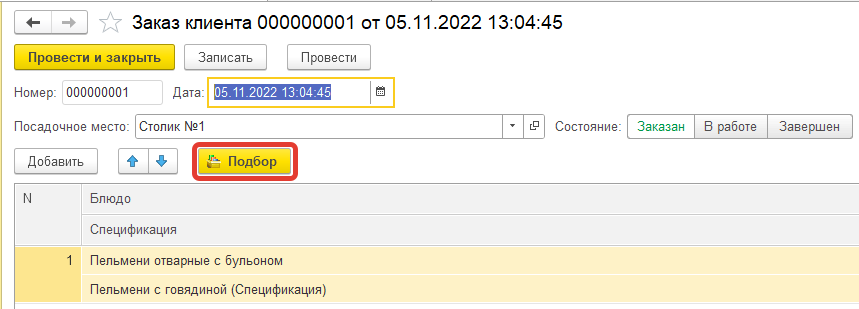 Заказ клиента 000000001 от 05.11.2022 13:04:45
Провести и закрыть Записать Провести
Номер: 000000001 Дата: 05.11.2022 13:04:45
Посадочное место: Столик №1 Состояние: Заказан В работе Завершен
Добавить Подбор
N Блюдо
Спецификация
1 Пельмени отварные с бульоном
Пельмени с говядиной (Спецификация)